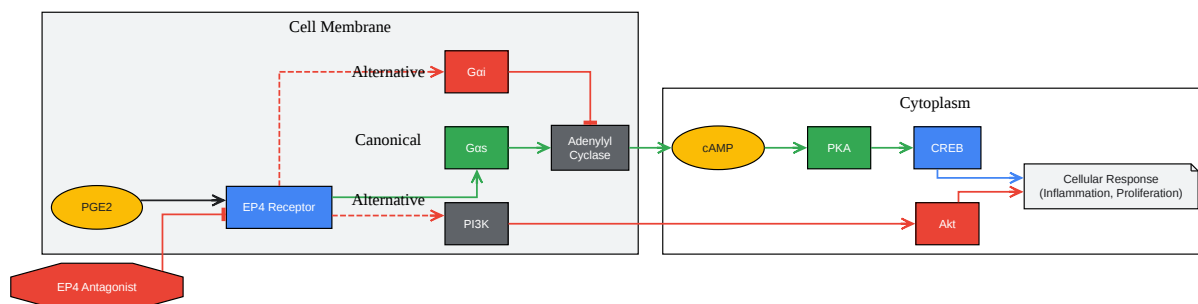 Cell Membrane
Alternative
Gαi
Cytoplasm
Canonical
Gαs
Adenylyl
Cyclase
cAMP
PKA
CREB
Cellular Response
(Inflammation, Proliferation)
PGE2
EP4 Receptor
Alternative
PI3K
Akt
EP4 Antagonist